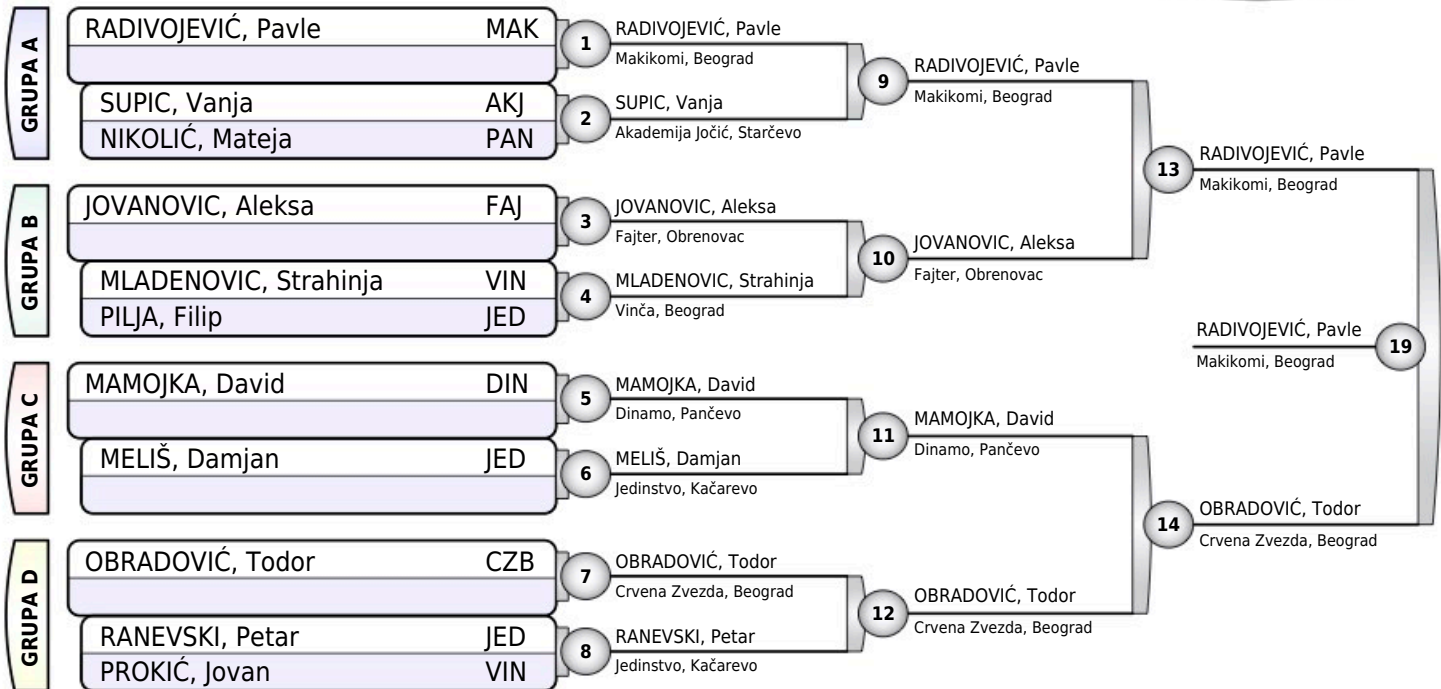 GRUPA A
RADIVOJEVIĆ, Pavle MAK
SUPIC, Vanja AKJ
NIKOLIĆ, Mateja PAN
GRUPA B
JOVANOVIC, Aleksa FAJ
MLADENOVIC, Strahinja VIN
PILJA, Filip JED
GRUPA C
MAMOJKA, David DIN
MELIŠ, Damjan JED
GRUPA D
OBRADOVIĆ, Todor CZB
RANEVSKI, Petar JED
PROKIĆ, Jovan VIN
1
RADIVOJEVIĆ, Pavle
Makikomi, Beograd
2
SUPIC, Vanja
Akademija Jočić, Starčevo
3
JOVANOVIC, Aleksa
Fajter, Obrenovac
4
MLADENOVIC, Strahinja
Vinča, Beograd
5
MAMOJKA, David
Dinamo, Pančevo
6
MELIŠ, Damjan
Jedinstvo, Kačarevo
7
OBRADOVIĆ, Todor
Crvena Zvezda, Beograd
8
RANEVSKI, Petar
Jedinstvo, Kačarevo
9
RADIVOJEVIĆ, Pavle
Makikomi, Beograd
10
JOVANOVIC, Aleksa
Fajter, Obrenovac
11
MAMOJKA, David
Dinamo, Pančevo
12
OBRADOVIĆ, Todor
Crvena Zvezda, Beograd
13
RADIVOJEVIĆ, Pavle
Makikomi, Beograd
14
OBRADOVIĆ, Todor
Crvena Zvezda, Beograd
RADIVOJEVIĆ, Pavle
Makikomi, Beograd
19